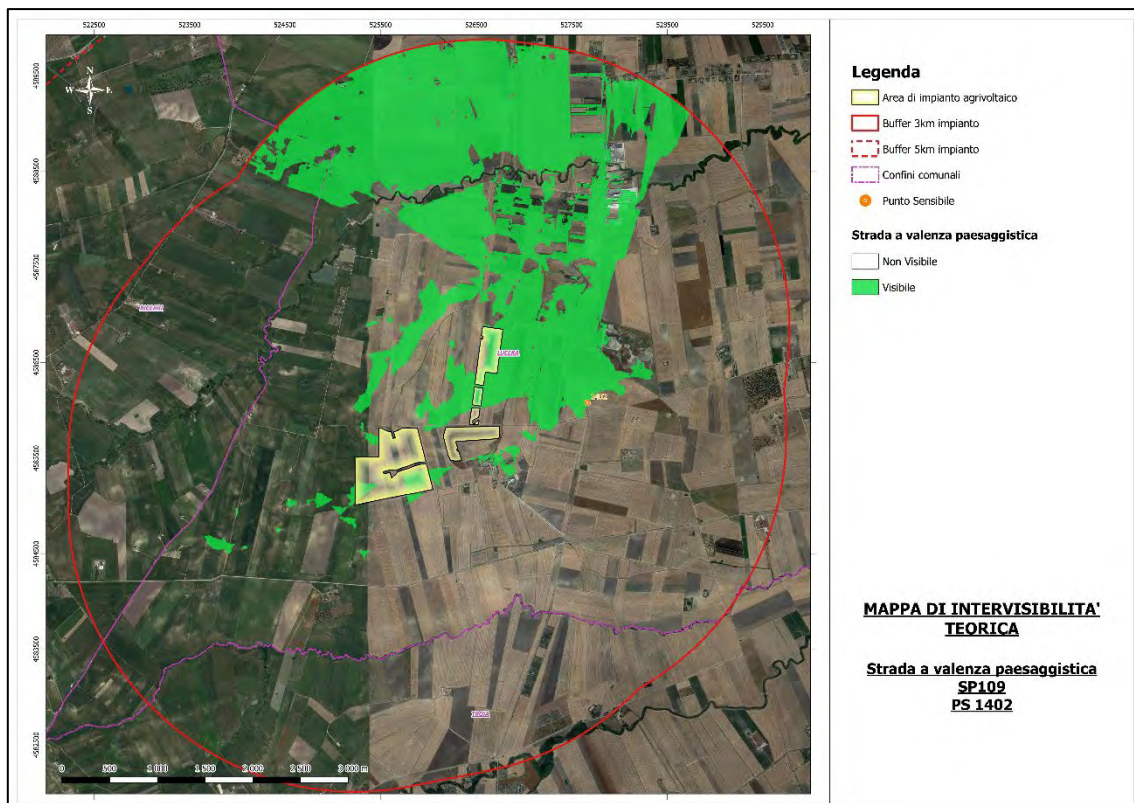 522500 523500 524500 525500 526500 527500 528500 529500
N
W E
S
Legenda
Area di impianto agrivoltaico
Buffer 3km impianto
Buffer 5km impianto
Confini comunali
Punto Sensibile
Strada a valenza paesaggistica
Non Visibile
Visibile
LUCERA
1402
TROIA
MAPPA DI INTERVISIBILITA'
TEORICA
Strada a valenza paesaggistica
SP109
PS 1402
0 500 1 000 1 500 2 000 2 500 3 000 m